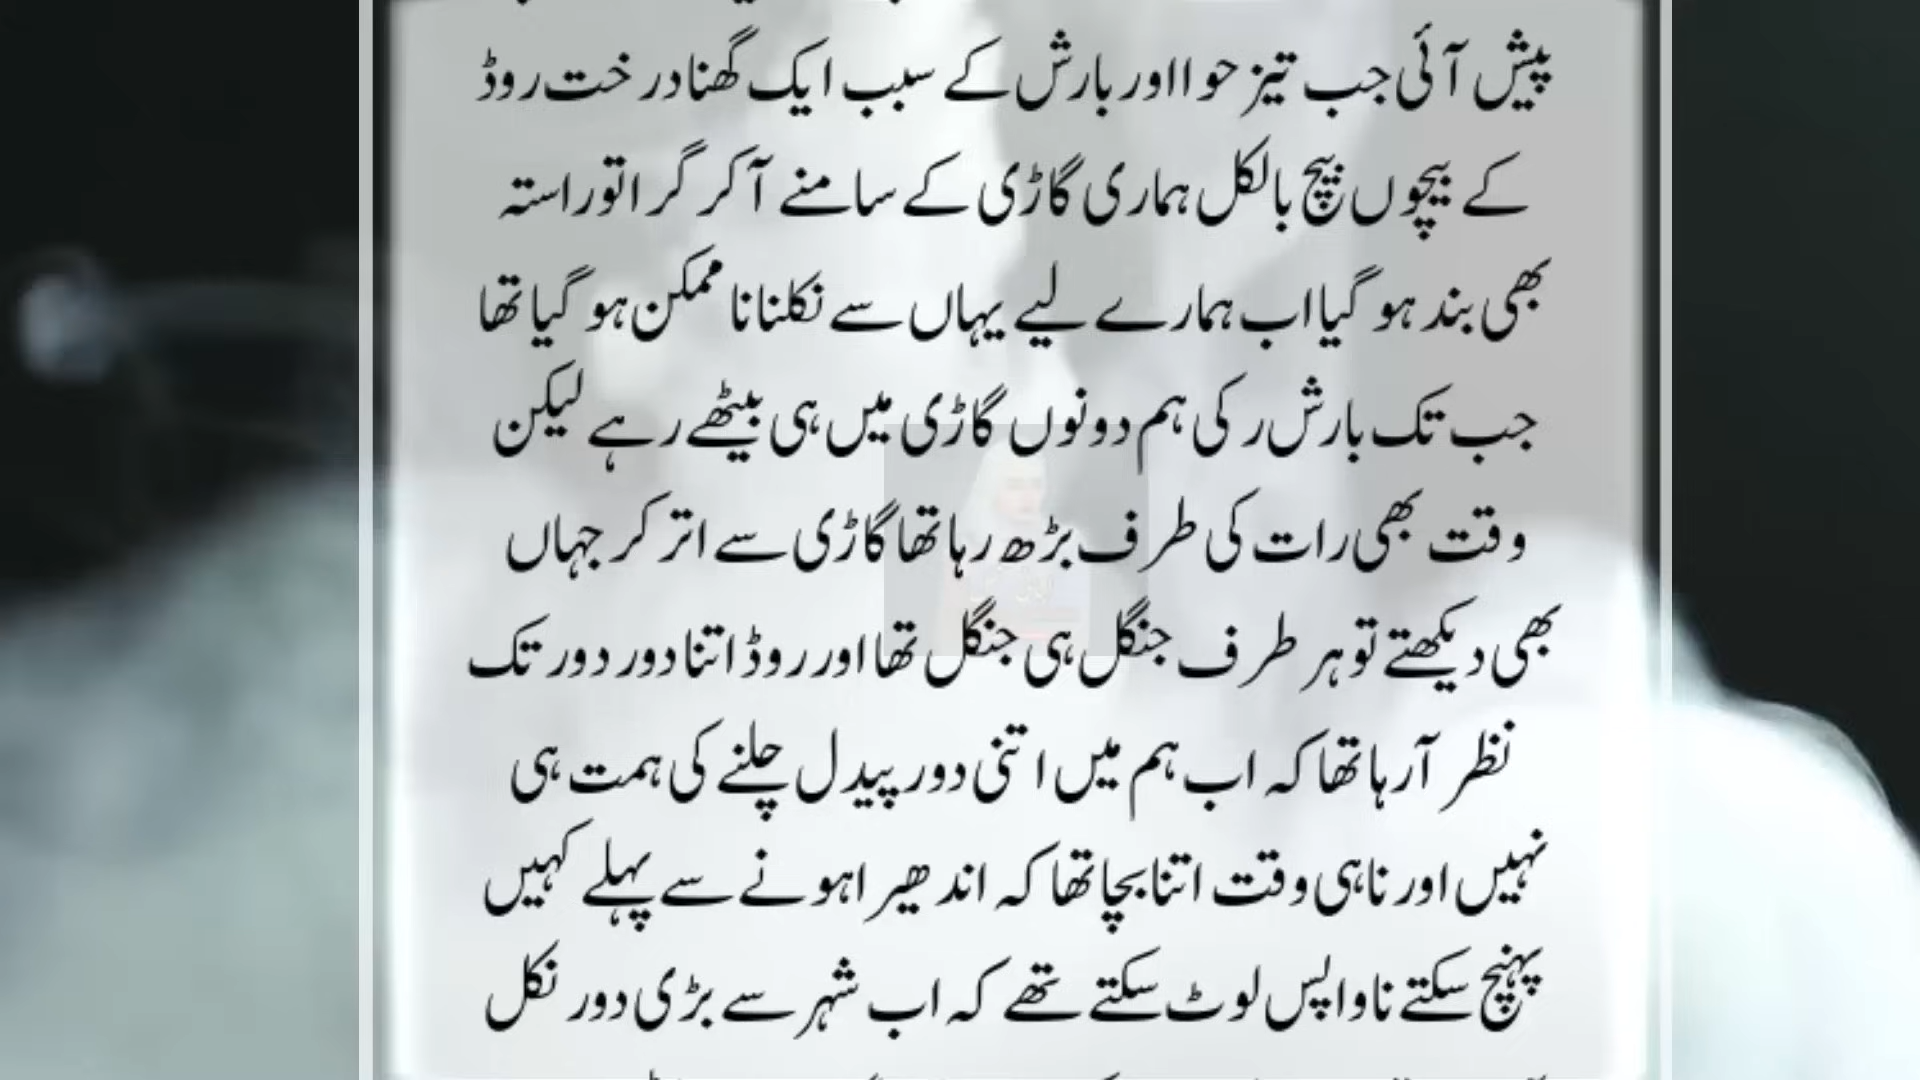 پیش آئی جب تیز حوا اور بارش کے سبب ایک گھنا درخت روڈ
کے بیچوں بیچ بالکل ہماری گاڑی کے سامنے آ کر گرا تو راستہ
بھی بند ہو گیا اب ہمارے لیے یہاں سے نکلنا ناممکن ہو گیا تھا
جب تک بارش رکی ہم دونوں گاڑی میں ہی بیٹھے رہے لیکن
وقت بھی رات کی طرف بڑھ رہا تھا گاڑی سے اتر کر جہاں
بھی دیکھتے تو ہر طرف جنگل ہی جنگل تھا اور روڈ اتنا دور دور تک
نظر آ رہا تھا کہ اب ہم میں اتنی دور پیدل چلنے کی ہمت ہی
نہیں اور نا ہی وقت اتنا بچا تھا کہ اندھیرا ہونے سے پہلے کہیں
پہنچ سکتے نا واپس لوٹ سکتے تھے کہ اب شہر سے بڑی دور نکل